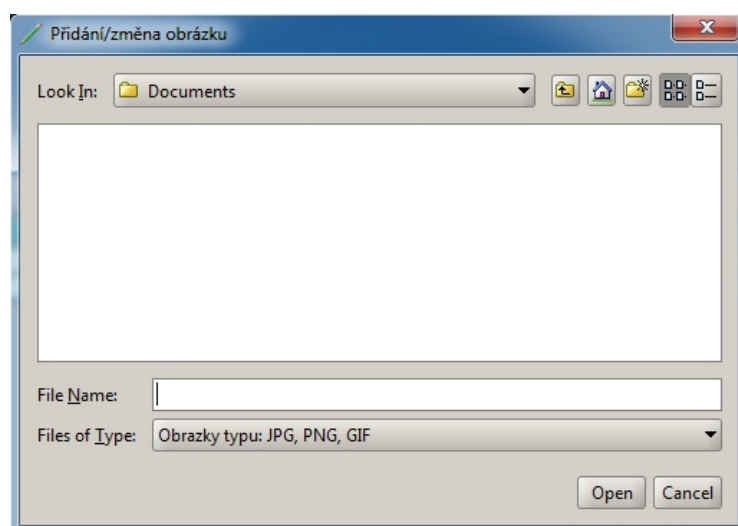 Přidání/změna obrázku
Look In: Documents
File Name:
Files of Type: Obrazky typu: JPG, PNG, GIF
Open Cancel